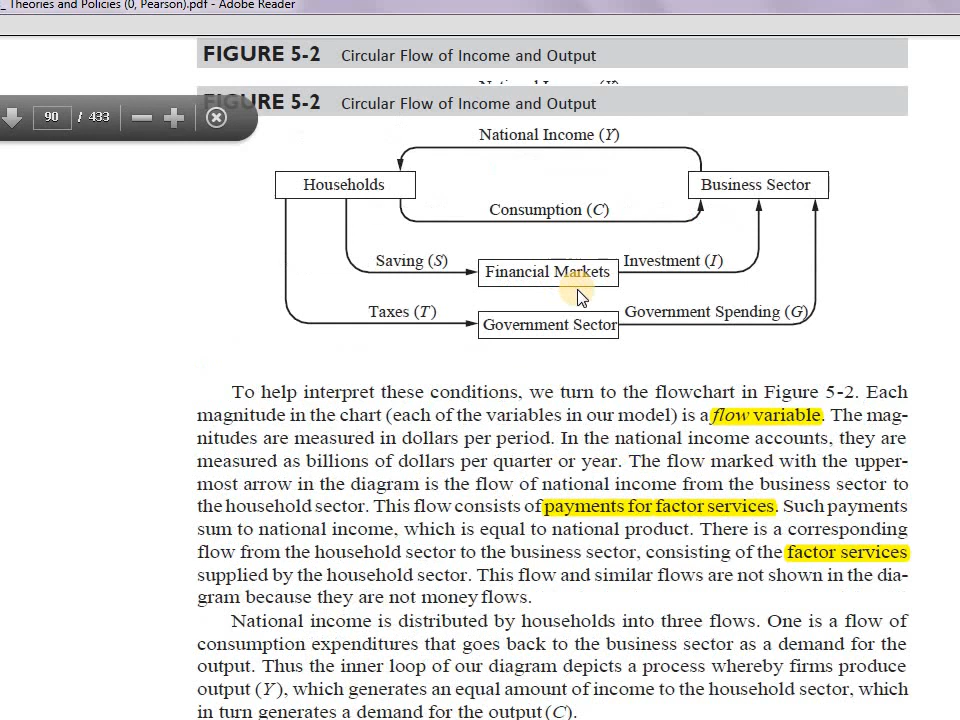 _ Theories and Policies (0, Pearson).pdf - Adobe Reader
FIGURE 5-2 Circular Flow of Income and Output
FIGURE 5-2 Circular Flow of Income and Output
90 / 433
National Income (Y)
Households
Business Sector
Consumption (C)
Saving (S)
Financial Markets
Investment (I)
Taxes (T)
Government Sector
Government Spending (G)
To help interpret these conditions, we turn to the flowchart in Figure 5-2. Each
magnitude in the chart (each of the variables in our model) is a flow variable. The mag-
nitudes are measured in dollars per period. In the national income accounts, they are
measured as billions of dollars per quarter or year. The flow marked with the upper-
most arrow in the diagram is the flow of national income from the business sector to
the household sector. This flow consists of payments for factor services. Such payments
sum to national income, which is equal to national product. There is a corresponding
flow from the household sector to the business sector, consisting of the factor services
supplied by the household sector. This flow and similar flows are not shown in the dia-
gram because they are not money flows.
National income is distributed by households into three flows. One is a flow of
consumption expenditures that goes back to the business sector as a demand for the
output. Thus the inner loop of our diagram depicts a process whereby firms produce
output (Y), which generates an equal amount of income to the household sector, which
in turn generates a demand for the output (C).